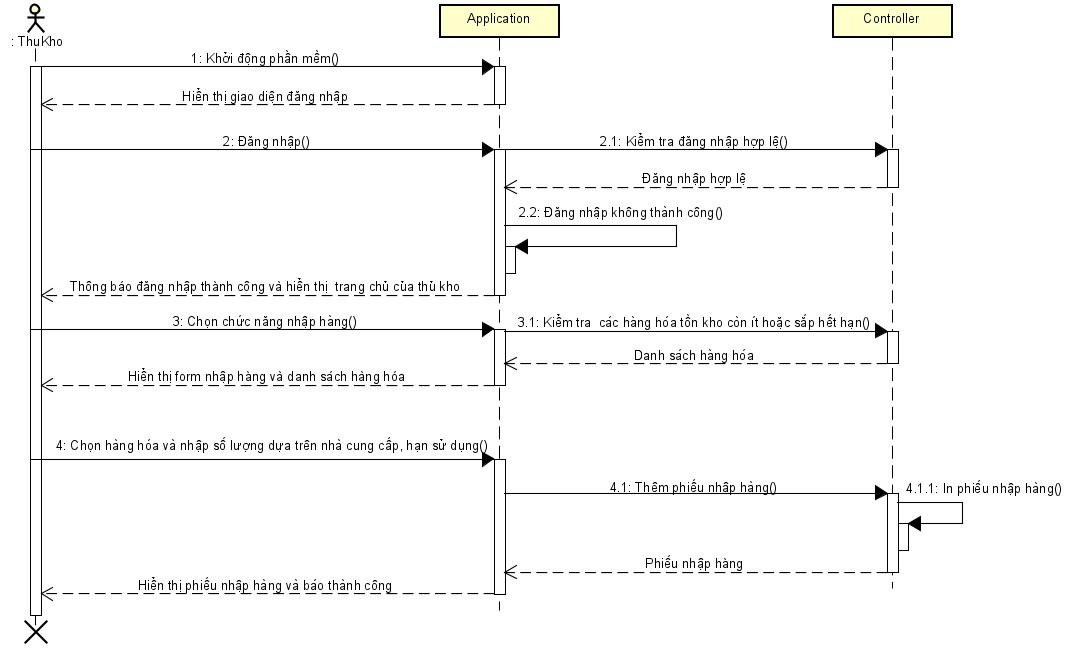 Application
Controller
: ThuKho
1: Khởi động phần mềm()
Hiển thị giao diện đăng nhập
2: Đăng nhập()
2.1: Kiểm tra đăng nhập hợp lệ()
Đăng nhập hợp lệ
2.2: Đăng nhập không thành công()
Thông báo đăng nhập thành công và hiển thị  trang chủ của thủ kho
3: Chọn chức năng nhập hàng()
3.1: Kiểm tra  các hàng hóa tồn kho còn ít hoặc sắp hết hạn()
Danh sách hàng hóa
Hiển thị form nhập hàng và danh sách hàng hóa
4: Chọn hàng hóa và nhập số lượng dựa trên nhà cung cấp, hạn sử dụng()
4.1: Thêm phiếu nhập hàng()
4.1.1: In phiếu nhập hàng()
Phiếu nhập hàng
Hiển thị phiếu nhập hàng và báo thành công